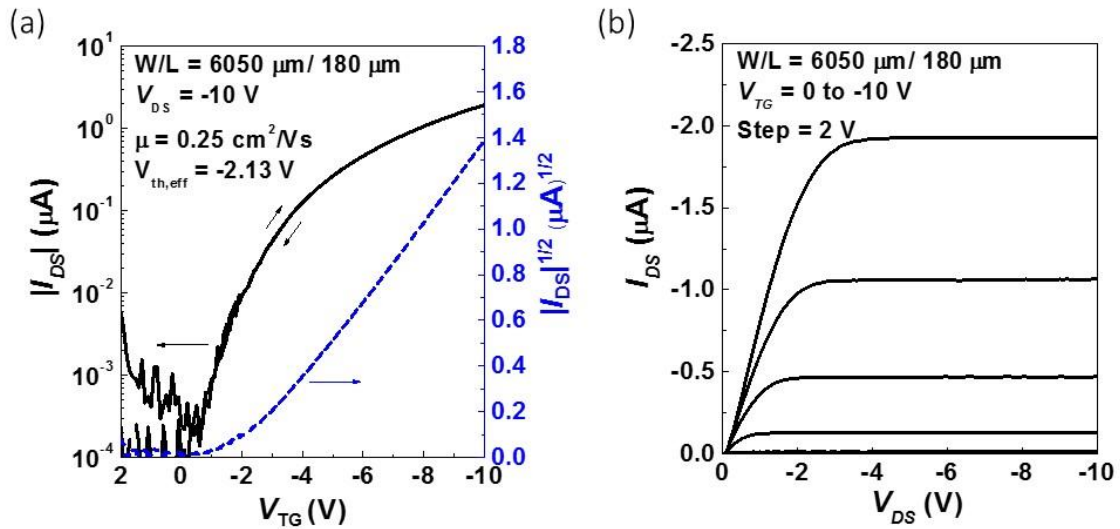 (a)
W/L = 6050 µm/ 180 µm
V_DS = -10 V
µ = 0.25 cm²/Vs
V_th,eff = -2.13 V
|I_DS| (µA)
10¹
10⁰
10⁻¹
10⁻²
10⁻³
10⁻⁴
2 0 -2 -4 -6 -8 -10
V_TG (V)
1.8
1.6
1.4
1.2
1.0
0.8
0.6
0.4
0.2
0.0
|I_DS|^1/2 (µA)^1/2
(b)
W/L = 6050 µm/ 180 µm
V_TG = 0 to -10 V
Step = 2 V
I_DS (µA)
-2.5
-2.0
-1.5
-1.0
-0.5
0.0
0 -2 -4 -6 -8 -10
V_DS (V)